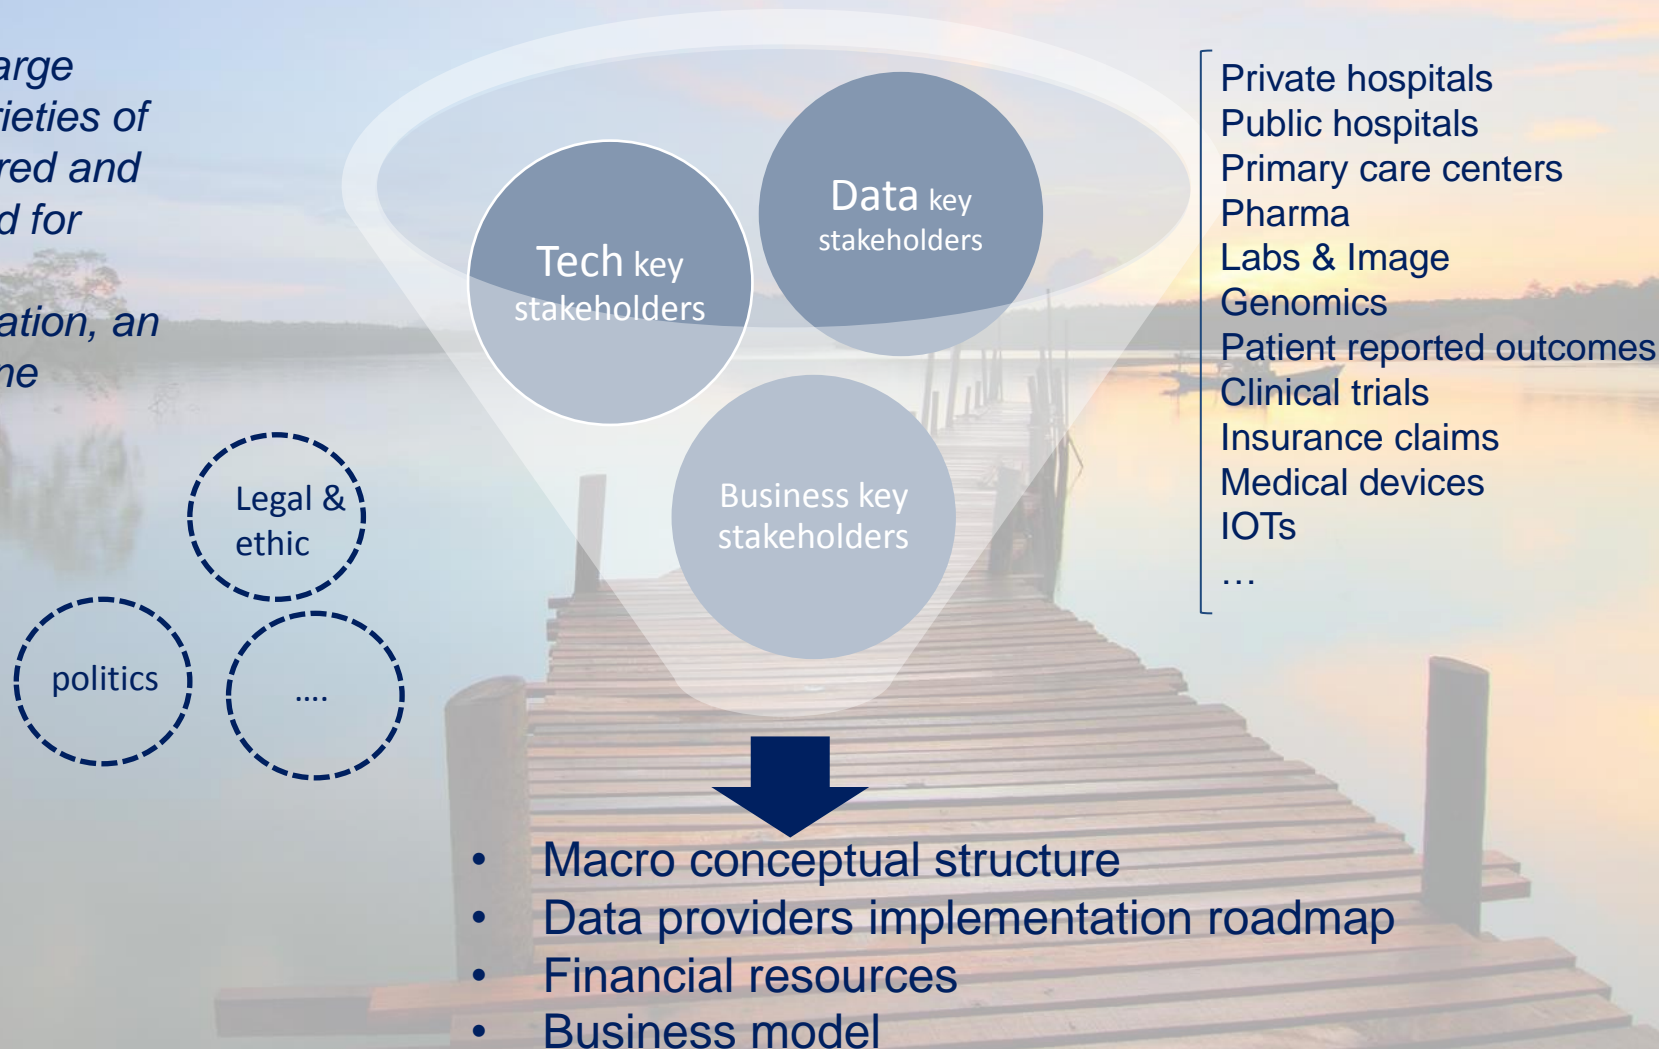 arge
rieties of
red and
d for
ation, an
ne
Tech key
stakeholders
Data key
stakeholders
Business key
stakeholders
Legal &
ethic
politics
....
Private hospitals
Public hospitals
Primary care centers
Pharma
Labs & Image
Genomics
Patient reported outcomes
Clinical trials
Insurance claims
Medical devices
IOTs
…
• Macro conceptual structure
• Data providers implementation roadmap
• Financial resources
• Business model